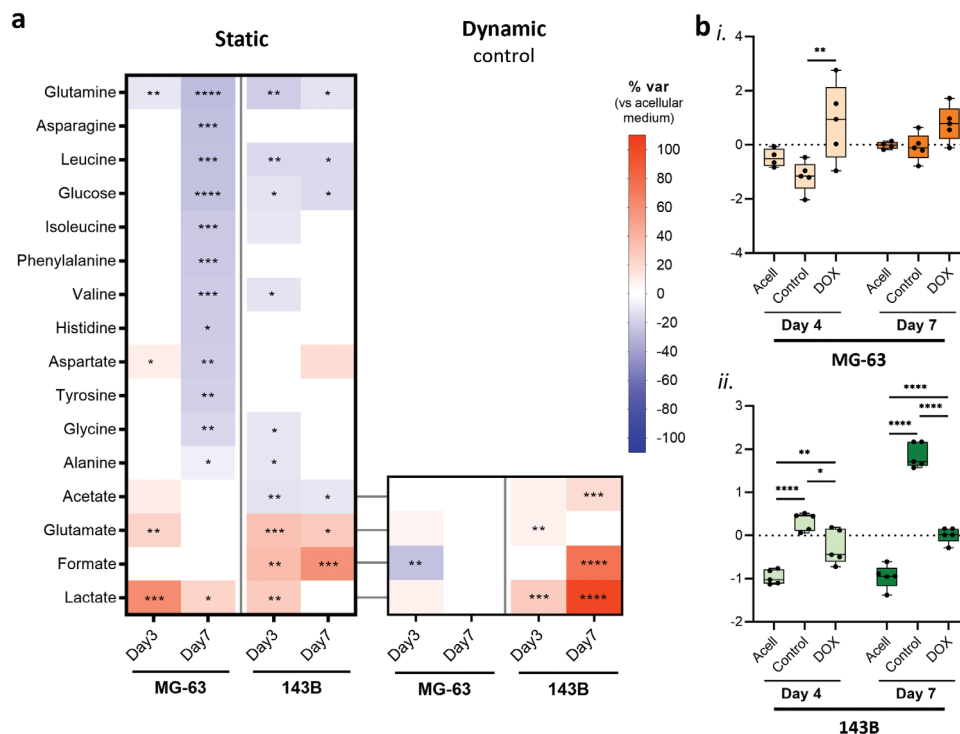 a
Static
Dynamic
control
Glutamine ** **** ** *
Asparagine ***
Leucine *** ** *
Glucose **** * *
Isoleucine ***
Phenylalanine ***
Valine *** *
Histidine *
Aspartate * **
Tyrosine **
Glycine ** *
Alanine * *
Acetate ** * ***
Glutamate ** *** * **
Formate ** *** ** ****
Lactate *** * ** *** ****
Day3 Day7 Day3 Day7 Day3 Day7 Day3 Day7
MG-63 143B MG-63 143B
% var
(vs acellular
medium)
100
80
60
40
20
0
-20
-40
-60
-80
-100
b
i.
4
2
0
-2
-4
**
Acell Control DOX Acell Control DOX
Day 4 Day 7
MG-63
ii.
3
2
1
0
-1
-2
**** ** * **** **** ****
Acell Control DOX Acell Control DOX
Day 4 Day 7
143B